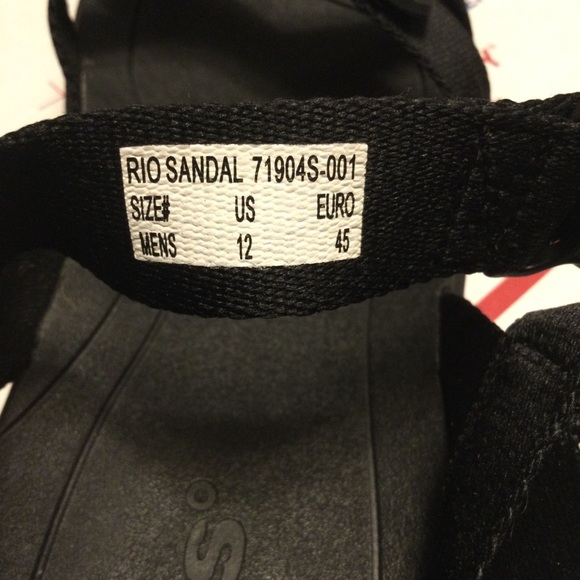 RIO SANDAL 71904S-001
SIZE# US EURO
MENS 12 45
S°